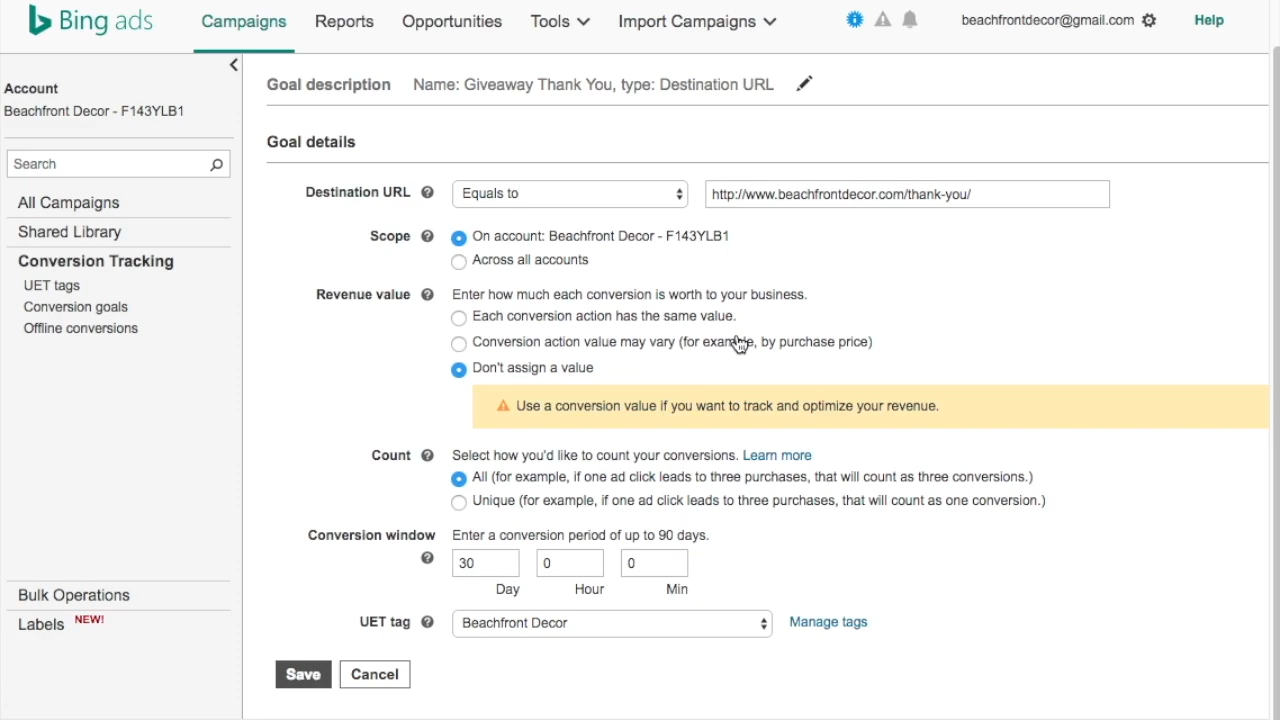 Bing ads Campaigns Reports Opportunities Tools Import Campaigns beachfrontdecor@gmail.com Help
Account
Beachfront Decor - F143YLB1
Search
All Campaigns
Shared Library
Conversion Tracking
UET tags
Conversion goals
Offline conversions
Bulk Operations
Labels NEW!
Goal description Name: Giveaway Thank You, type: Destination URL
Goal details
Destination URL Equals to http://www.beachfrontdecor.com/thank-you/
Scope On account: Beachfront Decor - F143YLB1
Across all accounts
Revenue value Enter how much each conversion is worth to your business.
Each conversion action has the same value.
Conversion action value may vary (for example, by purchase price)
Don't assign a value
Use a conversion value if you want to track and optimize your revenue.
Count Select how you'd like to count your conversions. Learn more
All (for example, if one ad click leads to three purchases, that will count as three conversions.)
Unique (for example, if one ad click leads to three purchases, that will count as one conversion.)
Conversion window Enter a conversion period of up to 90 days.
30 0 0
Day Hour Min
UET tag Beachfront Decor Manage tags
Save Cancel